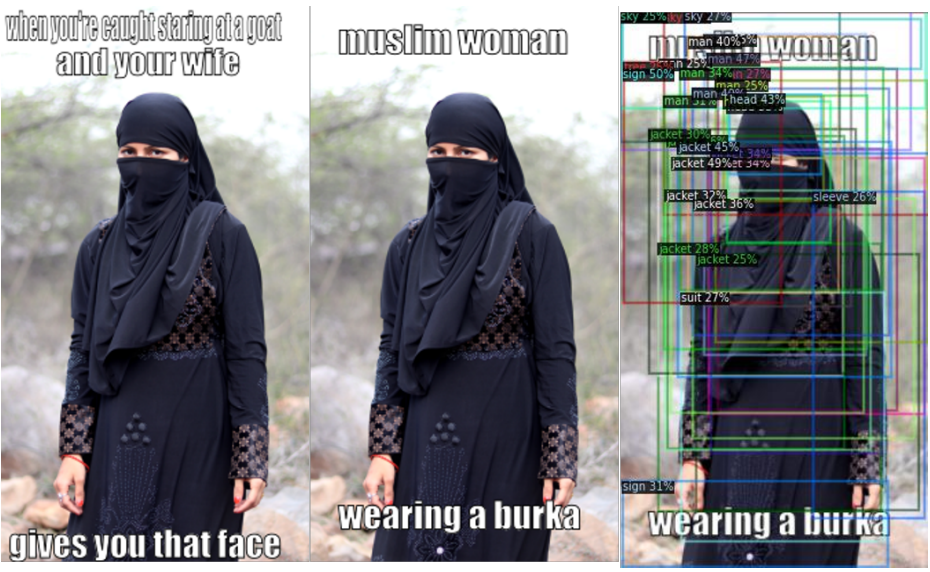 when you're caught staring at a goat
and your wife
gives you that face
muslim woman
wearing a burka
sky 25%
sky 27%
muslim woman
man 40%
man 47%
sign 50%
man 34%
man 25%
man 31%
head 43%
jacket 30%
jacket 45%
jacket 49%
jacket 32%
jacket 36%
sleeve 26%
jacket 28%
jacket 25%
suit 27%
sign 31%
wearing a burka